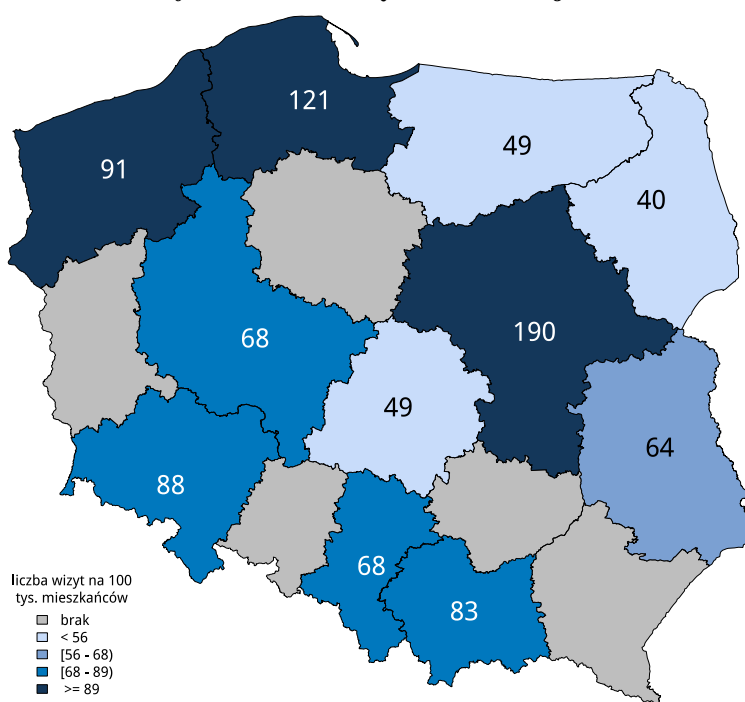 121
49
91
40
190
68
49
64
88
68
83
liczba wizyt na 100
tys. mieszkańców
brak
< 56
[56 - 68)
[68 - 89)
>= 89